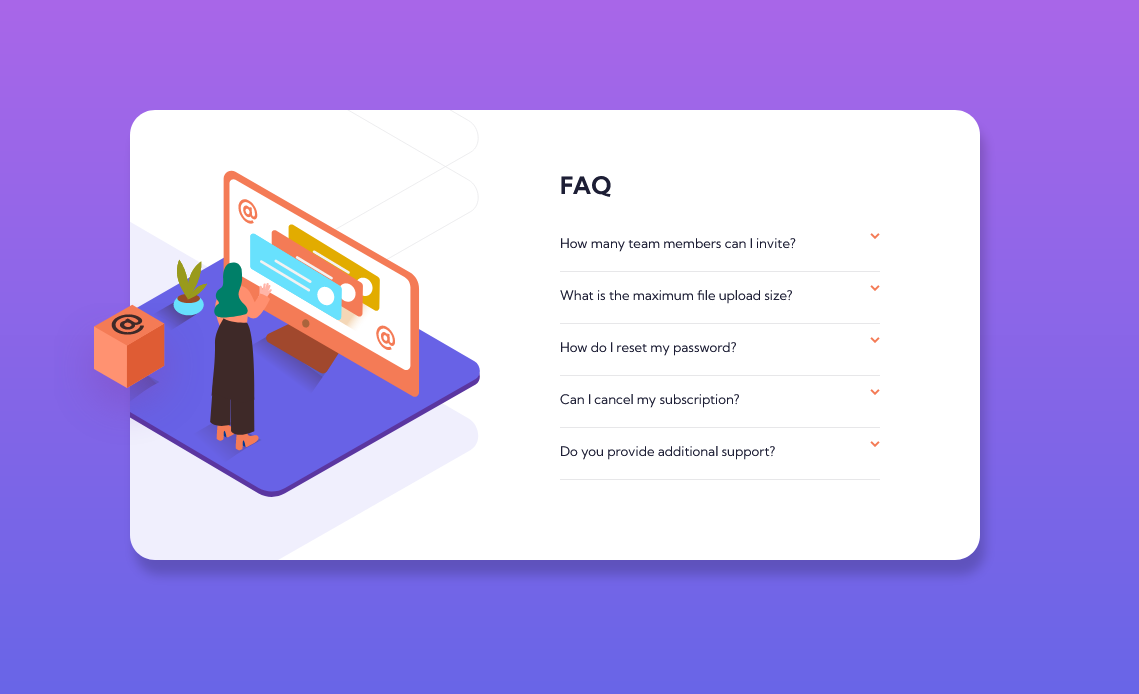 @
@
@
FAQ
How many team members can I invite?
What is the maximum file upload size?
How do I reset my password?
Can I cancel my subscription?
Do you provide additional support?